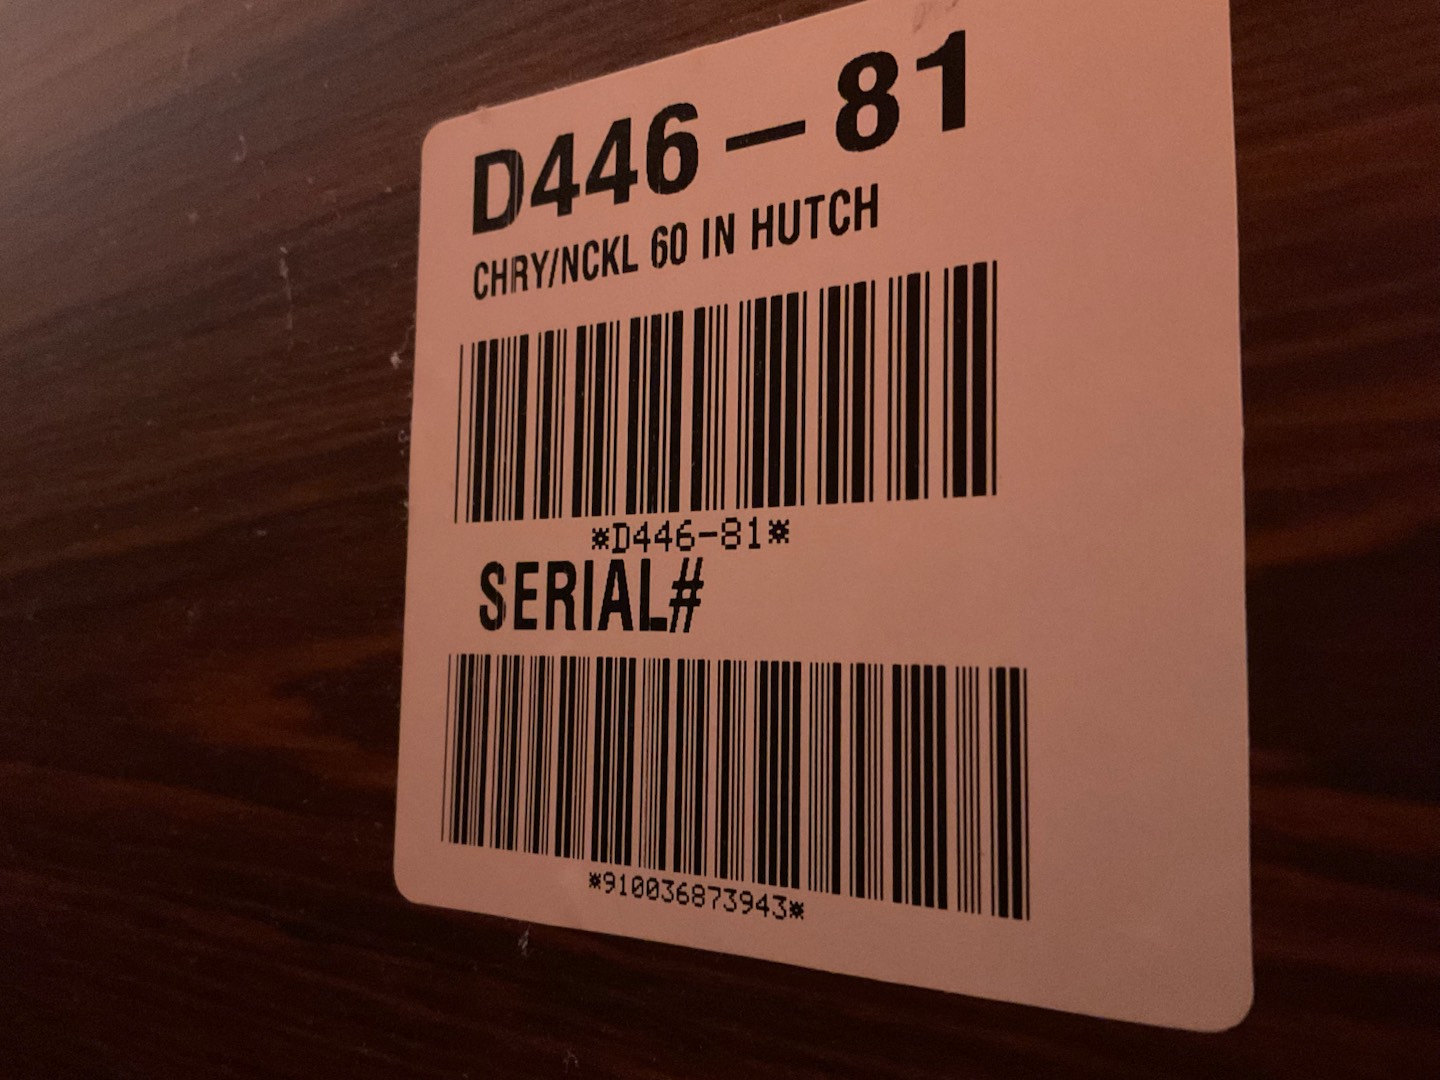 D446-81
CHRY/NCKL 60 IN HUTCH
*D446-81*
SERIAL#
*910036873943*